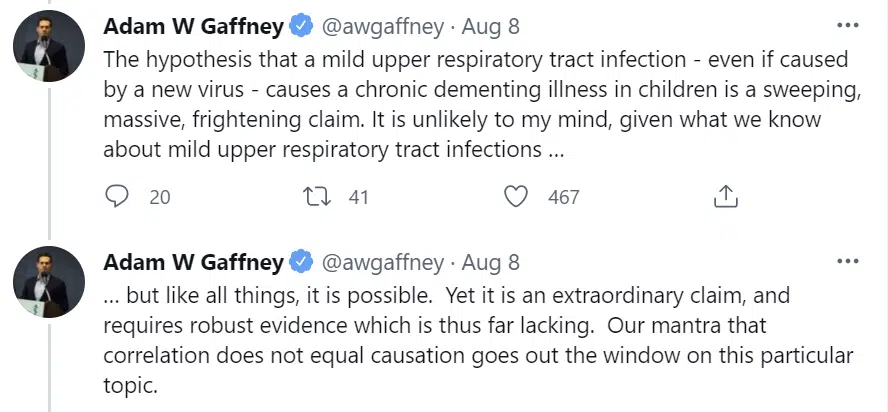 Adam W Gaffney @awgaffney · Aug 8
The hypothesis that a mild upper respiratory tract infection - even if caused
by a new virus - causes a chronic dementing illness in children is a sweeping,
massive, frightening claim. It is unlikely to my mind, given what we know
about mild upper respiratory tract infections ...
20 41 467
Adam W Gaffney @awgaffney · Aug 8
... but like all things, it is possible.  Yet it is an extraordinary claim, and
requires robust evidence which is thus far lacking.  Our mantra that
correlation does not equal causation goes out the window on this particular
topic.